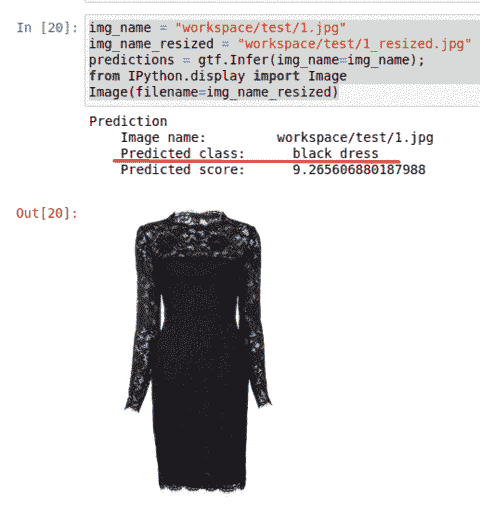 In [20]: img_name = "workspace/test/1.jpg"
img_name_resized = "workspace/test/1_resized.jpg"
predictions = gtf.Infer(img_name=img_name);
from IPython.display import Image
Image(filename=img_name_resized)
Prediction
Image name: workspace/test/1.jpg
Predicted class: black dress
Predicted score: 9.265606880187988
Out[20]: